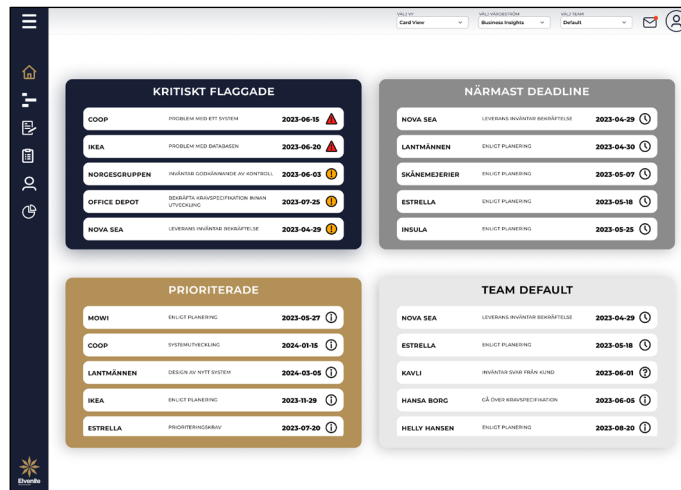 VÄLJ VY
VÄLJ VÄRDESTRÖM
VÄLJ TEAM
Card View
Business Insights
Default
KRITISKT FLAGGADE
COOP PROBLEM MED ETT SYSTEM 2023-06-15
IKEA PROBLEM MED DATABASEN 2023-06-20
NORGESGRUPPEN INVÄNTAR GODKÄNNANDE AV KONTROLL 2023-06-03
OFFICE DEPOT BEKRÄFTA KRAVSPECIFIKATION INNAN
UTVECKLING 2023-07-25
NOVA SEA LEVERANS INVÄNTAR BEKRÄFTELSE 2023-04-29
NÄRMAST DEADLINE
NOVA SEA LEVERANS INVÄNTAR BEKRÄFTELSE 2023-04-29
LANTMÄNNEN ENLIGT PLANERING 2023-04-30
SKÅNEMEJERIER ENLIGT PLANERING 2023-05-07
ESTRELLA ENLIGT PLANERING 2023-05-18
INSULA ENLIGT PLANERING 2023-05-25
PRIORITERADE
MOWI ENLIGT PLANERING 2023-05-27
COOP SYSTEMUTVECKLING 2024-01-15
LANTMÄNNEN DESIGN AV NYTT SYSTEM 2024-03-05
IKEA ENLIGT PLANERING 2023-11-29
ESTRELLA PRIORITERINGSKRAV 2023-07-20
TEAM DEFAULT
NOVA SEA LEVERANS INVÄNTAR BEKRÄFTELSE 2023-04-29
ESTRELLA ENLIGT PLANERING 2023-05-18
KAVLI INVÄNTAR SVAR FRÅN KUND 2023-06-01
HANSA BORG GÅ ÖVER KRAVSPECIFIKATION 2023-06-05
HELLY HANSEN ENLIGT PLANERING 2023-08-20
Elvenite